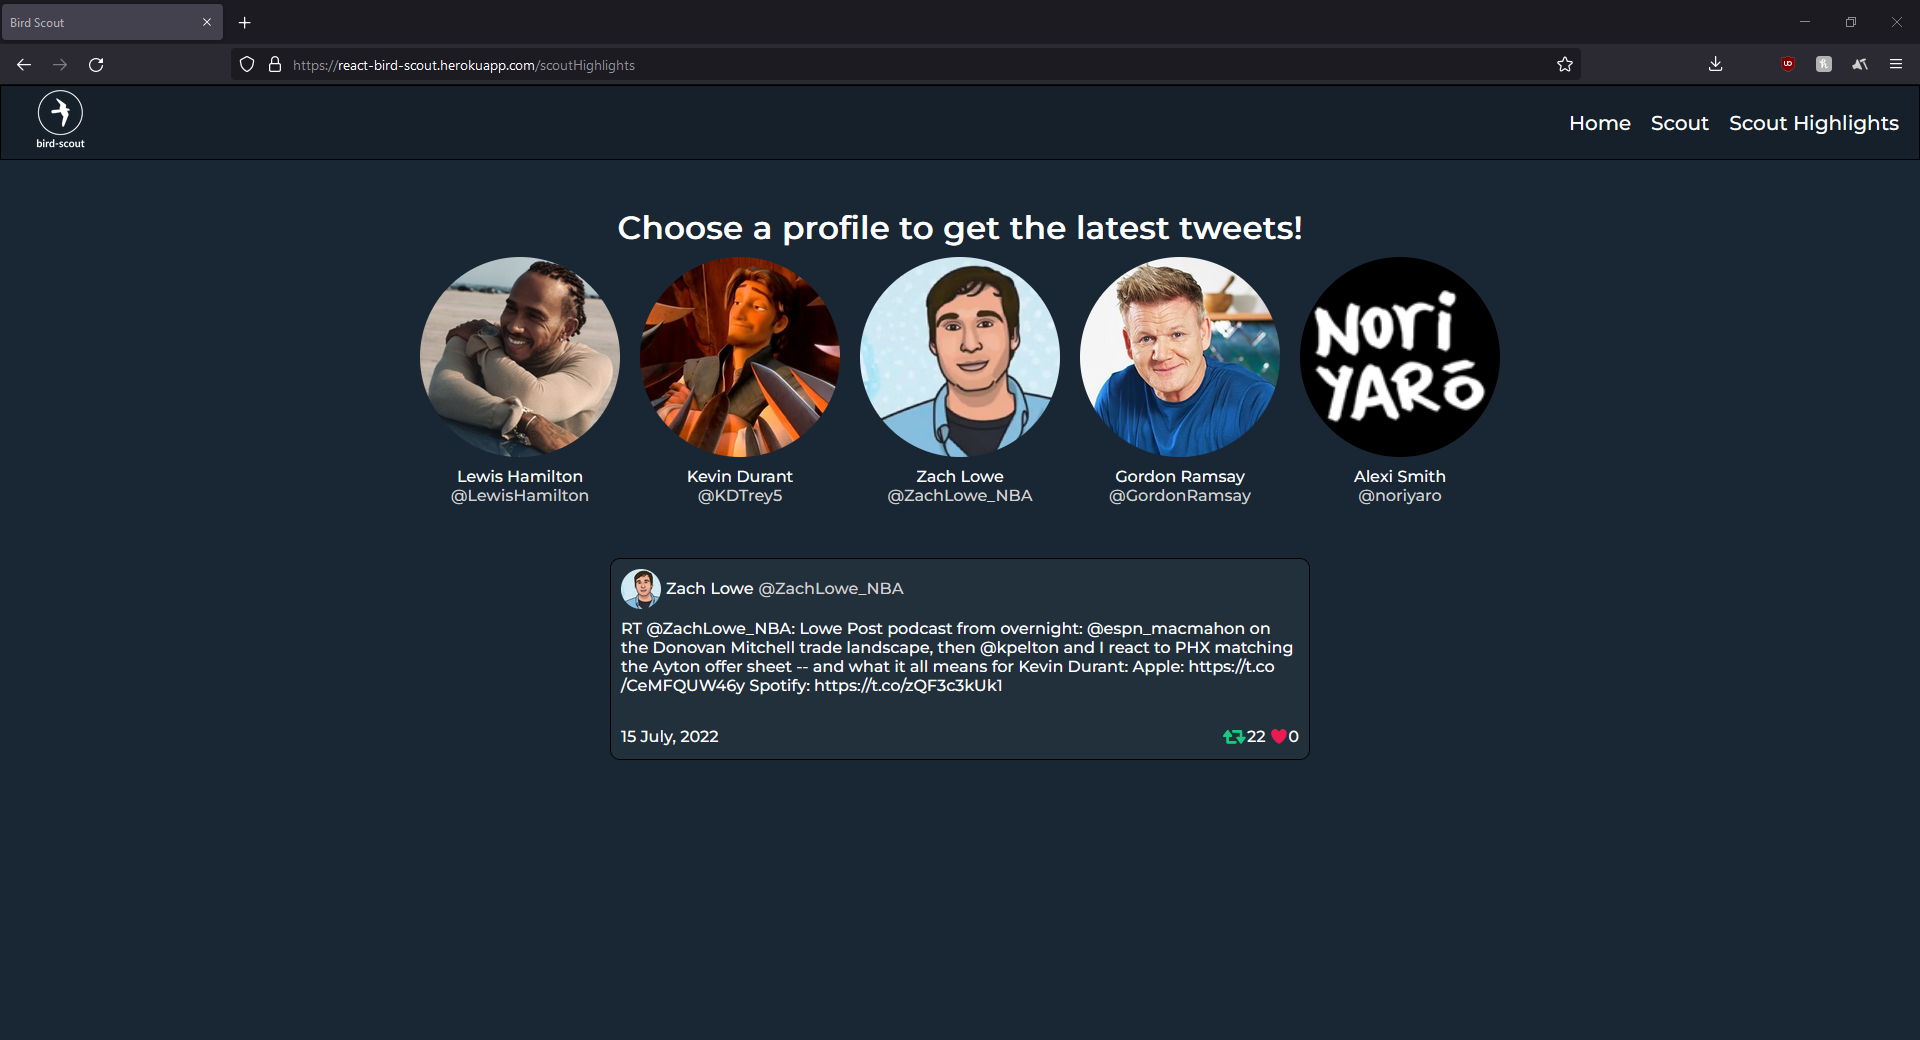 Bird Scout
https://react-bird-scout.herokuapp.com/scoutHighlights
bird-scout
Home Scout Scout Highlights
Choose a profile to get the latest tweets!
NORI
YARŌ
Lewis Hamilton
@LewisHamilton
Kevin Durant
@KDTrey5
Zach Lowe
@ZachLowe_NBA
Gordon Ramsay
@GordonRamsay
Alexi Smith
@noriyaro
Zach Lowe @ZachLowe_NBA
RT @ZachLowe_NBA: Lowe Post podcast from overnight: @espn_macmahon on
the Donovan Mitchell trade landscape, then @kpelton and I react to PHX matching
the Ayton offer sheet -- and what it all means for Kevin Durant: Apple: https://t.co
/CeMFQUW46y Spotify: https://t.co/zQF3c3kUk1
15 July, 2022
22 0